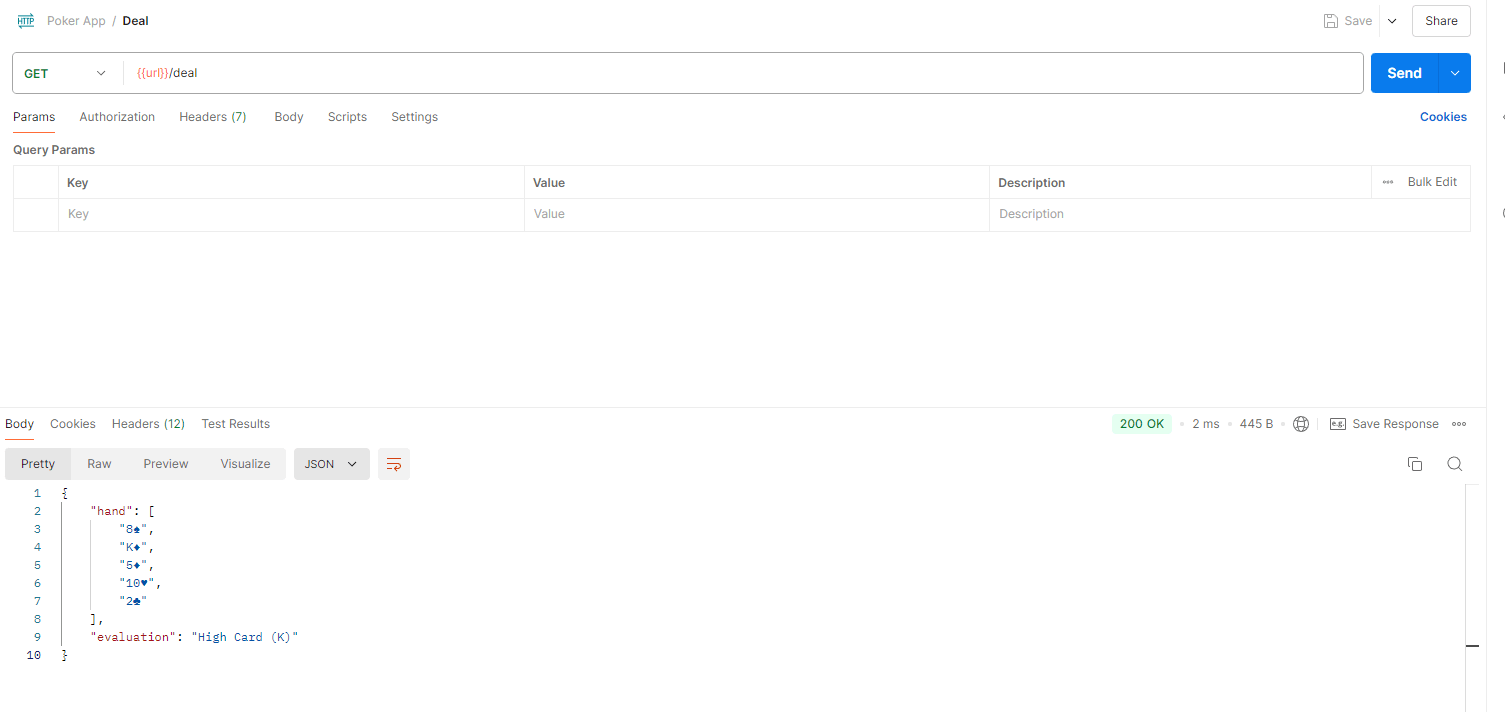 HTTP Poker App / Deal Save Share
GET {{url}}/deal Send
Params Authorization Headers (7) Body Scripts Settings Cookies
Query Params
Key Value Description ••• Bulk Edit
Key Value Description
Body Cookies Headers (12) Test Results 200 OK • 2 ms • 445 B • e.g. Save Response
Pretty Raw Preview Visualize JSON
1 {
2 "hand": [
3 "8♠",
4 "K♦",
5 "5♦",
6 "10♥",
7 "2♣"
8 ],
9 "evaluation": "High Card (K)"
10 }